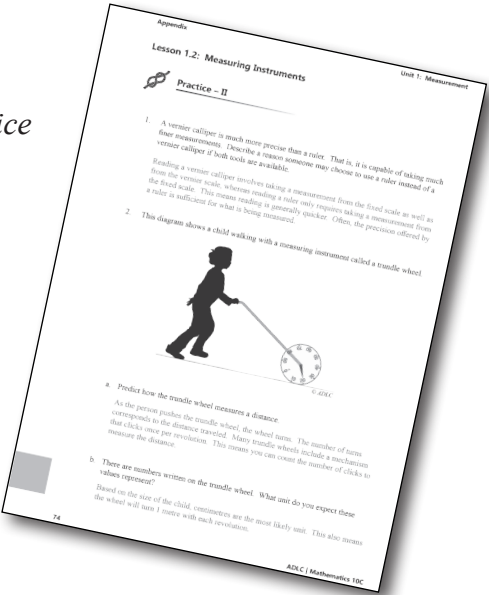 ice
Appendix
Unit 1: Measurement
Lesson 1.2: Measuring Instruments
Practice – II
1. A vernier calliper is much more precise than a ruler. That is, it is capable of taking much
finer measurements. Describe a reason someone may choose to use a ruler instead of a
vernier calliper if both tools are available.
Reading a vernier calliper involves taking a measurement from the fixed scale as well as
from the vernier scale, whereas reading a ruler only requires taking a measurement from
the fixed scale. This means reading is generally quicker. Often, the precision offered by
a ruler is sufficient for what is being measured.
2. This diagram shows a child walking with a measuring instrument called a trundle wheel.
© ADLC
a. Predict how the trundle wheel measures a distance.
As the person pushes the trundle wheel, the wheel turns. The number of turns
corresponds to the distance traveled. Many trundle wheels include a mechanism
that clicks once per revolution. This means you can count the number of clicks to
measure the distance.
b. There are numbers written on the trundle wheel. What unit do you expect these
values represent?
Based on the size of the child, centimetres are the most likely unit. This also means
the wheel will turn 1 metre with each revolution.
74
ADLC | Mathematics 10C